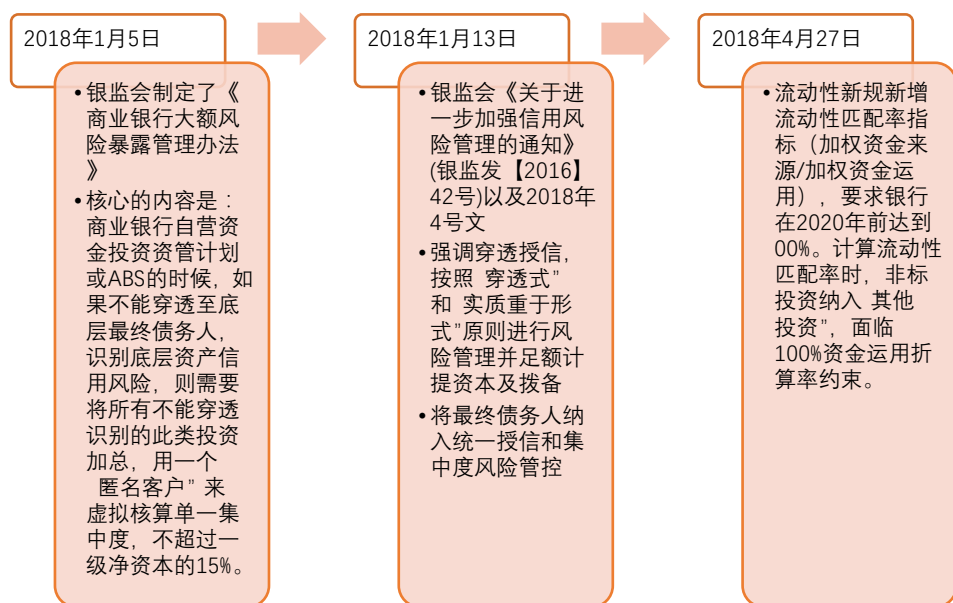 2018年1月5日
•银监会制定了《
商业银行大额风
险暴露管理办法
》
•核心的内容是：
商业银行自营资
金投资资管计划
或ABS的时候，如
果不能穿透至底
层最终债务人，
识别底层资产信
用风险，则需要
将所有不能穿透
识别的此类投资
加总，用一个
匿名客户” 来
虚拟核算单一集
中度，不超过一
级净资本的15%。
2018年1月13日
•银监会《关于进
一步加强信用风
险管理的通知》
(银监发【2016】
42号)以及2018年
4号文
•强调穿透授信，
按照 穿透式”
和 实质重于形
式”原则进行风
险管理并足额计
提资本及拨备
•将最终债务人纳
入统一授信和集
中度风险管控
2018年4月27日
•流动性新规新增
流动性匹配率指
标（加权资金来
源/加权资金运
用），要求银行
在2020年前达到
00%。计算流动性
匹配率时，非标
投资纳入 其他
投资”，面临
100%资金运用折
算率约束。